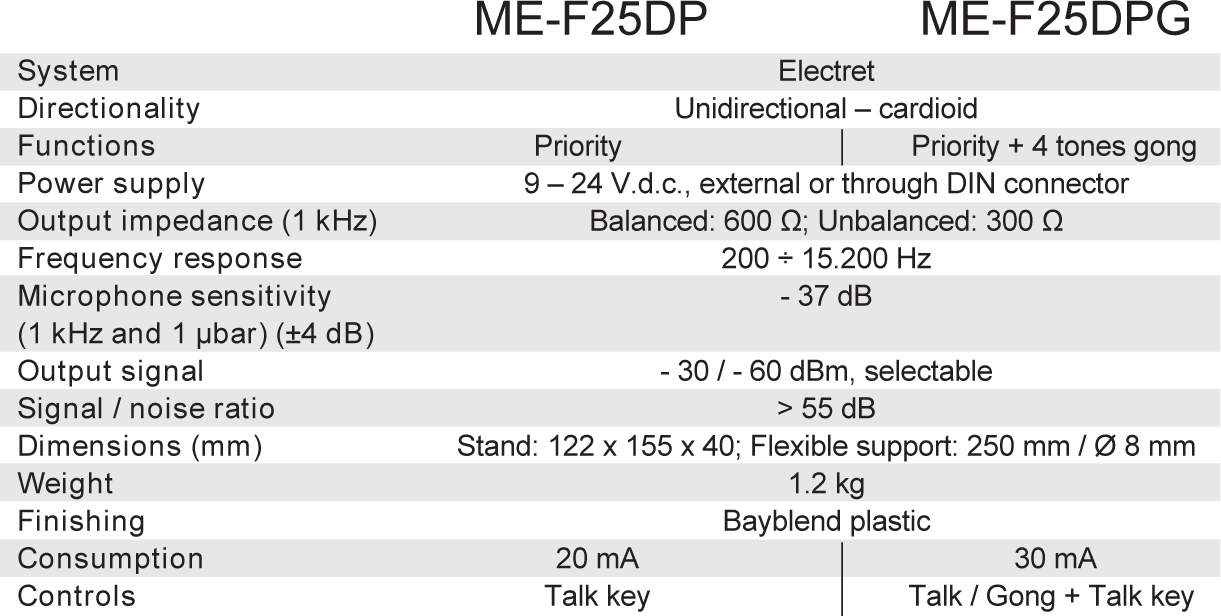 ME-F25DP ME-F25DPG
System Electret
Directionality Unidirectional – cardioid
Functions Priority Priority + 4 tones gong
Power supply 9 – 24 V.d.c., external or through DIN connector
Output impedance (1 kHz) Balanced: 600 Ω; Unbalanced: 300 Ω
Frequency response 200 ÷ 15.200 Hz
Microphone sensitivity - 37 dB
(1 kHz and 1 µbar) (±4 dB)
Output signal - 30 / - 60 dBm, selectable
Signal / noise ratio > 55 dB
Dimensions (mm) Stand: 122 x 155 x 40; Flexible support: 250 mm / Ø 8 mm
Weight 1.2 kg
Finishing Bayblend plastic
Consumption 20 mA 30 mA
Controls Talk key Talk / Gong + Talk key